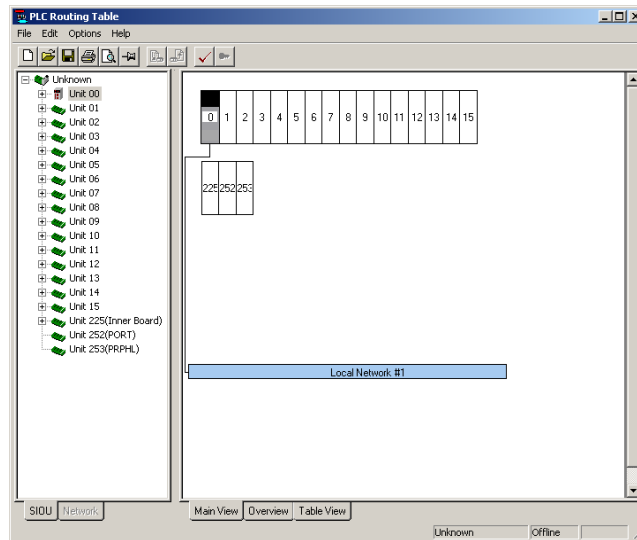 PLC Routing Table
File Edit Options Help
Unknown
Unit 00
Unit 01
Unit 02
Unit 03
Unit 04
Unit 05
Unit 06
Unit 07
Unit 08
Unit 09
Unit 10
Unit 11
Unit 12
Unit 13
Unit 14
Unit 15
Unit 225(Inner Board)
Unit 252(PORT)
Unit 253(PRPHL)
0 1 2 3 4 5 6 7 8 9 10 11 12 13 14 15
225 252 253
Local Network #1
SIOU Network
Main View Overview Table View
Unknown Offline